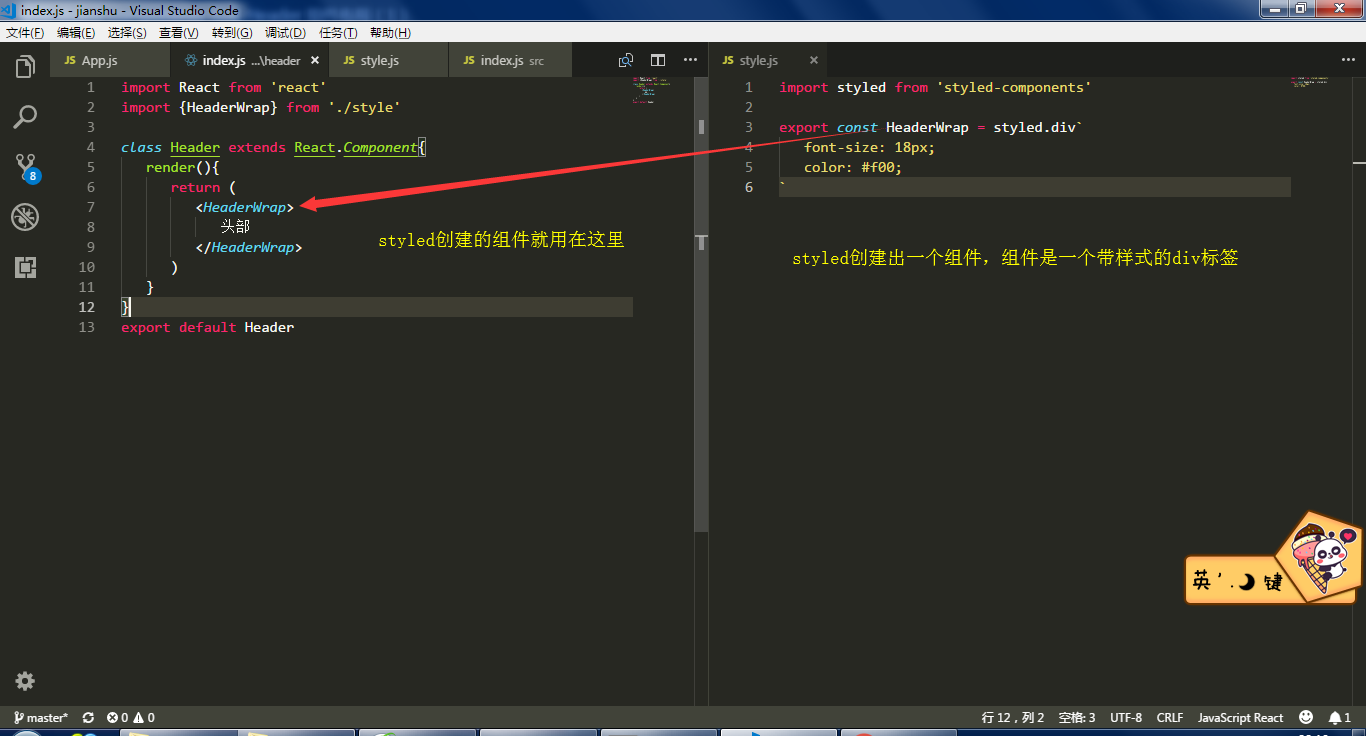 index.js - jianshu - Visual Studio Code
文件(F) 编辑(E) 选择(S) 查看(V) 转到(G) 调试(D) 任务(T) 帮助(H)
JS App.js
index.js ...\header ×
JS style.js
JS index.js src
JS style.js ×
8
1 import React from 'react'
2 import {HeaderWrap} from './style'
3
4 class Header extends React.Component{
5 render(){
6 return (
7 <HeaderWrap>
8 头部
9 </HeaderWrap>
10 )
11 }
12 }
13 export default Header
styled创建的组件就用在这里
1 import styled from 'styled-components'
2
3 export const HeaderWrap = styled.div`
4 font-size: 18px;
5 color: #f00;
6 `
styled创建出一个组件，组件是一个带样式的div标签
英 ' . 键
master* 0 0 行 12，列 2 空格: 3 UTF-8 CRLF JavaScript React 1